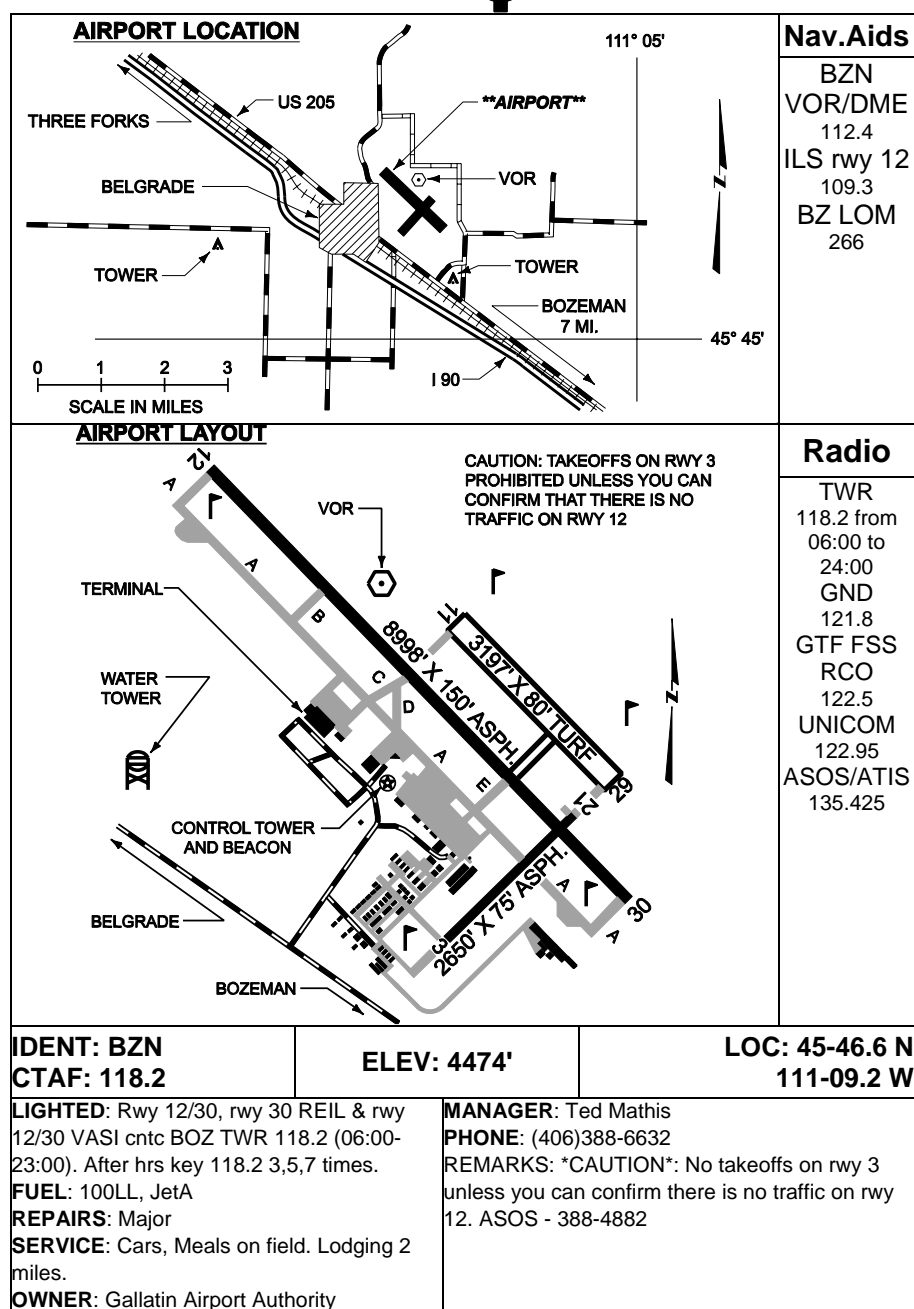 AIRPORT LOCATION
111° 05'
US 205
**AIRPORT**
THREE FORKS
VOR
BELGRADE
N
TOWER
TOWER
BOZEMAN
7 MI.
45° 45'
0 1 2 3
I 90
SCALE IN MILES
Nav.Aids
BZN
VOR/DME
112.4
ILS rwy 12
109.3
BZ LOM
266
AIRPORT LAYOUT
12
CAUTION: TAKEOFFS ON RWY 3
PROHIBITED UNLESS YOU CAN
CONFIRM THAT THERE IS NO
TRAFFIC ON RWY 12
A
VOR
A
TERMINAL
B
11
8998' X 150' ASPH.
3197' X 80' TURF
N
WATER
TOWER
C
D
A
E
29
21
CONTROL TOWER
AND BEACON
2650' X 75' ASPH.
A
30
A
BELGRADE
3
BOZEMAN
Radio
TWR
118.2 from
06:00 to
24:00
GND
121.8
GTF FSS
RCO
122.5
UNICOM
122.95
ASOS/ATIS
135.425
IDENT: BZN
CTAF: 118.2
ELEV: 4474'
LOC: 45-46.6 N
111-09.2 W
LIGHTED: Rwy 12/30, rwy 30 REIL & rwy
12/30 VASI cntc BOZ TWR 118.2 (06:00-
23:00). After hrs key 118.2 3,5,7 times.
FUEL: 100LL, JetA
REPAIRS: Major
SERVICE: Cars, Meals on field. Lodging 2
miles.
OWNER: Gallatin Airport Authority
MANAGER: Ted Mathis
PHONE: (406)388-6632
REMARKS: *CAUTION*: No takeoffs on rwy 3
unless you can confirm there is no traffic on rwy
12. ASOS - 388-4882